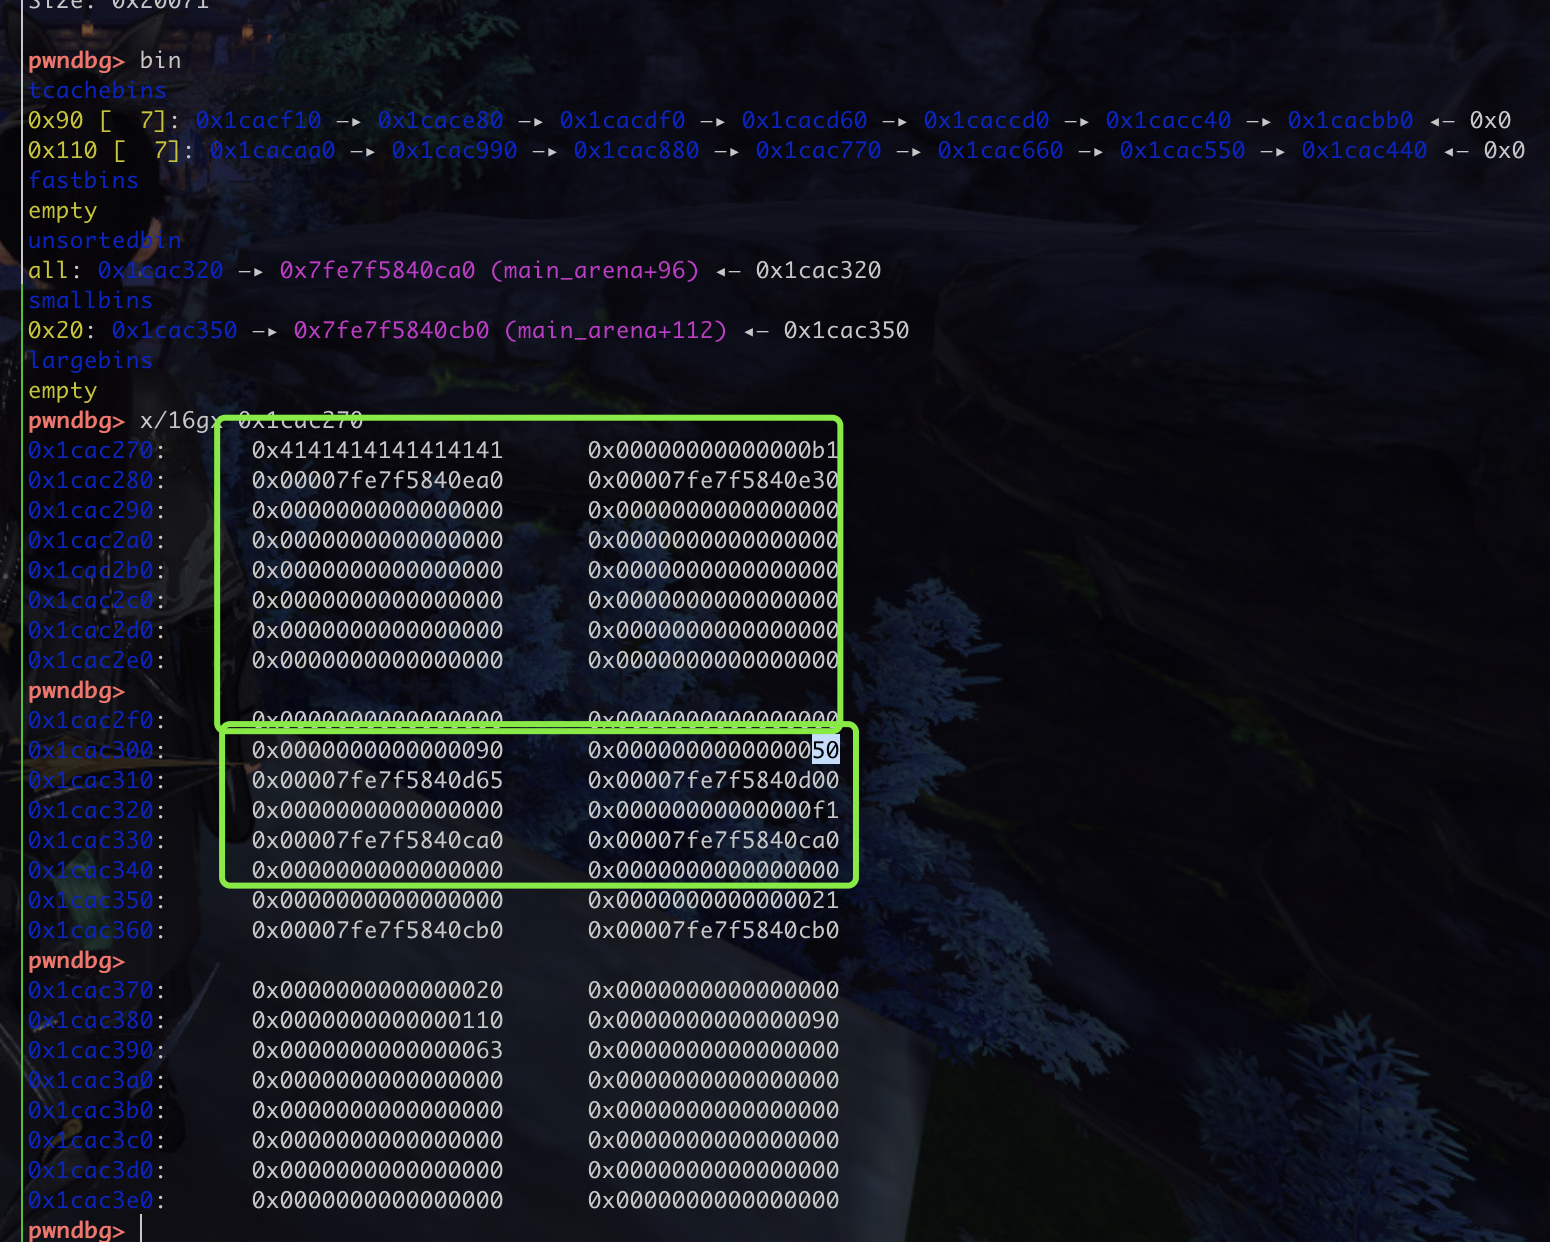 Size: 0x20071
pwndbg> bin
tcachebins
0x90 [  7]: 0x1cacf10 —▸ 0x1cace80 —▸ 0x1cacdf0 —▸ 0x1cacd60 —▸ 0x1caccd0 —▸ 0x1cacc40 —▸ 0x1cacbb0 ◂— 0x0
0x110 [  7]: 0x1cacaa0 —▸ 0x1cac990 —▸ 0x1cac880 —▸ 0x1cac770 —▸ 0x1cac660 —▸ 0x1cac550 —▸ 0x1cac440 ◂— 0x0
fastbins
empty
unsortedbin
all: 0x1cac320 —▸ 0x7fe7f5840ca0 (main_arena+96) ◂— 0x1cac320
smallbins
0x20: 0x1cac350 —▸ 0x7fe7f5840cb0 (main_arena+112) ◂— 0x1cac350
largebins
empty
pwndbg> x/16gx 0x1cac270
0x1cac270:	0x4141414141414141	0x00000000000000b1
0x1cac280:	0x00007fe7f5840ea0	0x00007fe7f5840e30
0x1cac290:	0x0000000000000000	0x0000000000000000
0x1cac2a0:	0x0000000000000000	0x0000000000000000
0x1cac2b0:	0x0000000000000000	0x0000000000000000
0x1cac2c0:	0x0000000000000000	0x0000000000000000
0x1cac2d0:	0x0000000000000000	0x0000000000000000
0x1cac2e0:	0x0000000000000000	0x0000000000000000
pwndbg>
0x1cac2f0:	0x0000000000000000	0x0000000000000000
0x1cac300:	0x0000000000000090	0x0000000000000050
0x1cac310:	0x00007fe7f5840d65	0x00007fe7f5840d00
0x1cac320:	0x0000000000000000	0x00000000000000f1
0x1cac330:	0x00007fe7f5840ca0	0x00007fe7f5840ca0
0x1cac340:	0x0000000000000000	0x0000000000000000
0x1cac350:	0x0000000000000000	0x0000000000000021
0x1cac360:	0x00007fe7f5840cb0	0x00007fe7f5840cb0
pwndbg>
0x1cac370:	0x0000000000000020	0x0000000000000000
0x1cac380:	0x0000000000000110	0x0000000000000090
0x1cac390:	0x0000000000000063	0x0000000000000000
0x1cac3a0:	0x0000000000000000	0x0000000000000000
0x1cac3b0:	0x0000000000000000	0x0000000000000000
0x1cac3c0:	0x0000000000000000	0x0000000000000000
0x1cac3d0:	0x0000000000000000	0x0000000000000000
0x1cac3e0:	0x0000000000000000	0x0000000000000000
pwndbg>